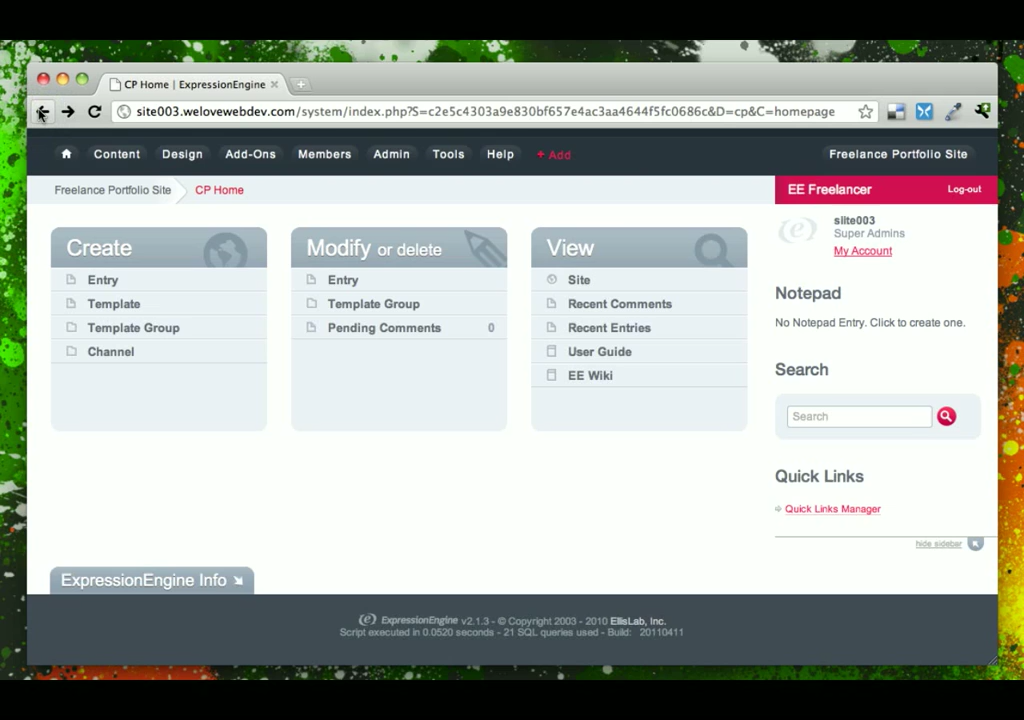 CP Home | ExpressionEngine
site003.welovewebdev.com/system/index.php?S=c2e5c4303a9e830bf657e4ac3aa4644f5fc0686c&D=cp&C=homepage
Content Design Add-Ons Members Admin Tools Help + Add Freelance Portfolio Site
Freelance Portfolio Site CP Home
EE Freelancer Log-out
Create
Entry
Template
Template Group
Channel
Modify or delete
Entry
Template Group
Pending Comments 0
View
Site
Recent Comments
Recent Entries
User Guide
EE Wiki
siite003
Super Admins
My Account
Notepad
No Notepad Entry. Click to create one.
Search
Search
Quick Links
Quick Links Manager
hide sidebar
ExpressionEngine Info
ExpressionEngine v2.1.3 - © Copyright 2003 - 2010 EllisLab, Inc.
Script executed in 0.0520 seconds - 21 SQL queries used - Build: 20110411